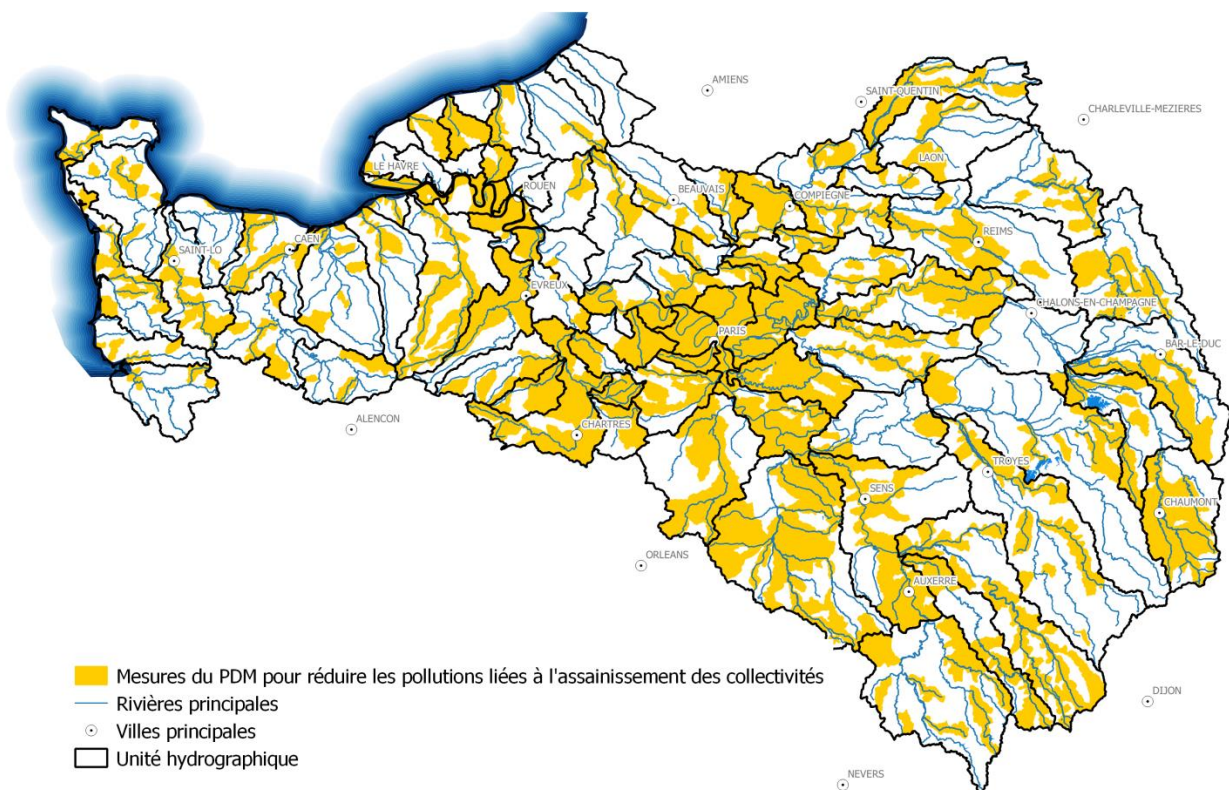 AMIENS
SAINT-QUENTIN
CHARLEVILLE-MEZIERES
LAON
LE HAVRE
ROUEN
BEAUVAIS
COMPIEGNE
REIMS
CAEN
SAINT-LO
EVREUX
CHALONS-EN-CHAMPAGNE
PARIS
BAR-LE-DUC
ALENCON
CHARTRES
TROYES
SENS
CHAUMONT
ORLEANS
AUXERRE
DIJON
NEVERS
Mesures du PDM pour réduire les pollutions liées à l'assainissement des collectivités
Rivières principales
Villes principales
Unité hydrographique